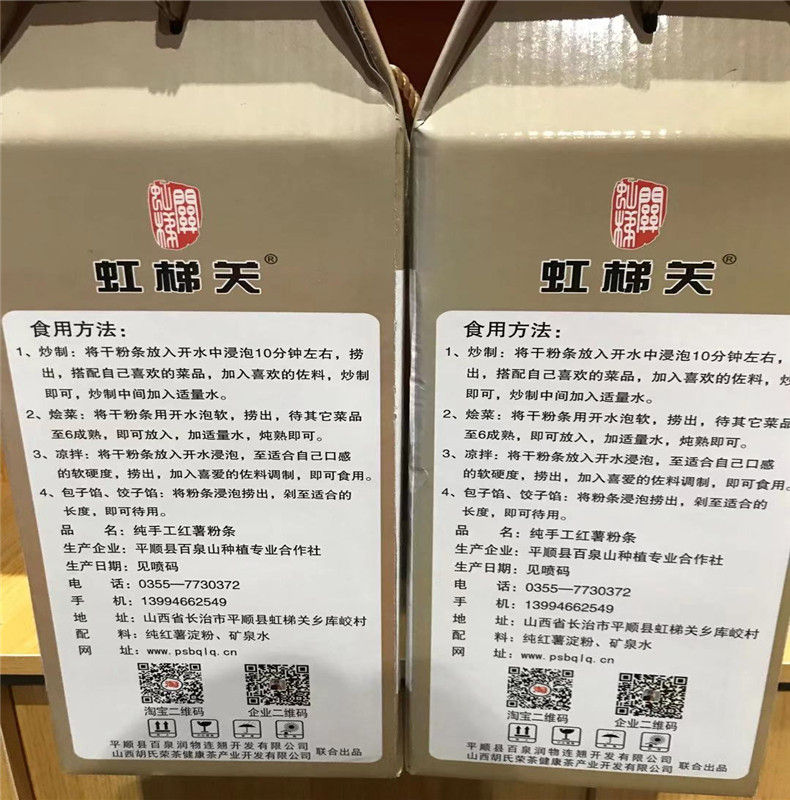 虹梯關
虹梯关®
食用方法：
1、炒制：将干粉条放入开水中浸泡10分钟左右，捞
出，搭配自己喜欢的菜品，加入喜欢的佐料，炒制
即可，炒制中间加入适量水。
2、烩菜：将干粉条用开水泡软，捞出，待其它菜品
至6成熟，即可放入，加适量水，炖熟即可。
3、凉拌：将干粉条放入开水浸泡，至适合自己口感
的软硬度，捞出，加入喜爱的佐料调制，即可食用。
4、包子馅、饺子馅：将粉条浸泡捞出，剁至适合的
长度，即可待用。
品 名：纯手工红薯粉条
生产企业：平顺县百泉山种植专业合作社
生产日期：见喷码
电 话：0355—7730372
手 机：13994662549
地 址：山西省长治市平顺县虹梯关乡库峧村
配 料：纯红薯淀粉、矿泉水
网 址：www.psbqlq.cn
淘
淘宝二维码 企业二维码
平顺县百泉润物连翘开发有限公司
山西胡氏荣茶健康茶产业开发有限公司 联合出品
虹梯關
虹梯关®
食用方法：
1、炒制：将干粉条放入开水中浸泡10分钟左右，
出，搭配自己喜欢的菜品，加入喜欢的佐料，炒
即可，炒制中间加入适量水。
2、烩菜：将干粉条用开水泡软，捞出，待其它菜品
至6成熟，即可放入，加适量水，炖熟即可。
3、凉拌：将干粉条放入开水浸泡，至适合自己口感
的软硬度，捞出，加入喜爱的佐料调制，即可食用。
4、包子馅、饺子馅：将粉条浸泡捞出，剁至适合的
长度，即可待用。
品 名：纯手工红薯粉条
生产企业：平顺县百泉山种植专业合作社
生产日期：见喷码
电 话：0355—7730372
手 机：13994662549
地 址：山西省长治市平顺县虹梯关乡库峧村
配 料：纯红薯淀粉、矿泉水
网 址：www.psbqlq.cn
淘
淘宝二维码 企业二维码
平顺县百泉润物连翘开发有限公司
山西胡氏荣茶健康茶产业开发有限公司 联合出品